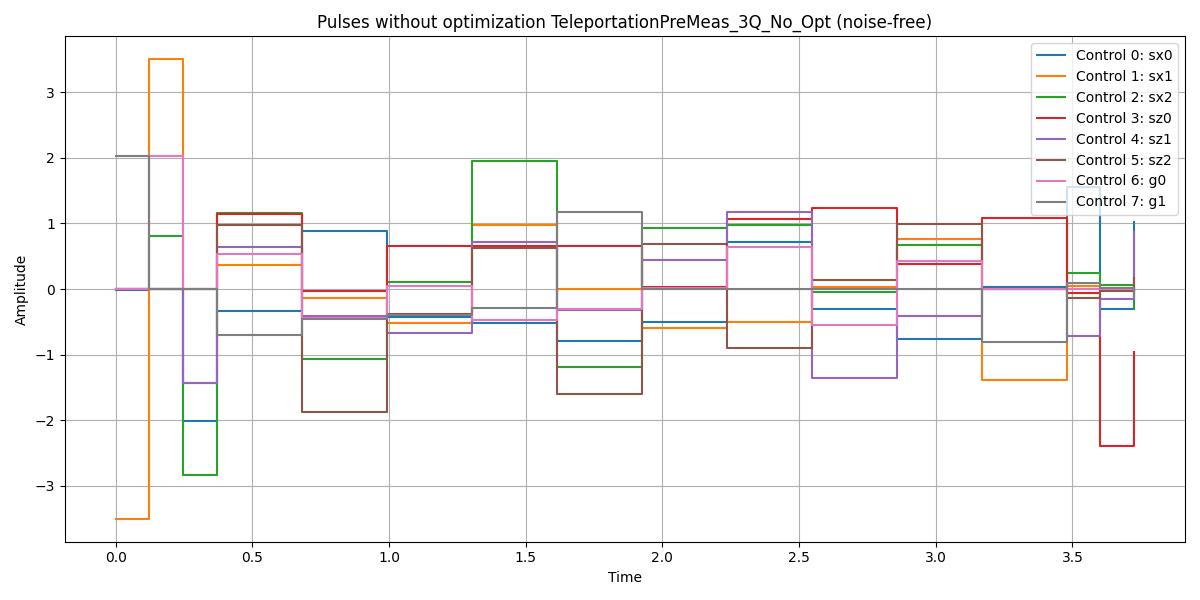 Pulses without optimization TeleportationPreMeas_3Q_No_Opt (noise-free)
Control 0: sx0
Control 1: sx1
Control 2: sx2
Control 3: sz0
Control 4: sz1
Control 5: sz2
Control 6: g0
Control 7: g1
Amplitude
3
2
1
0
−1
−2
−3
0.0 0.5 1.0 1.5 2.0 2.5 3.0 3.5
Time